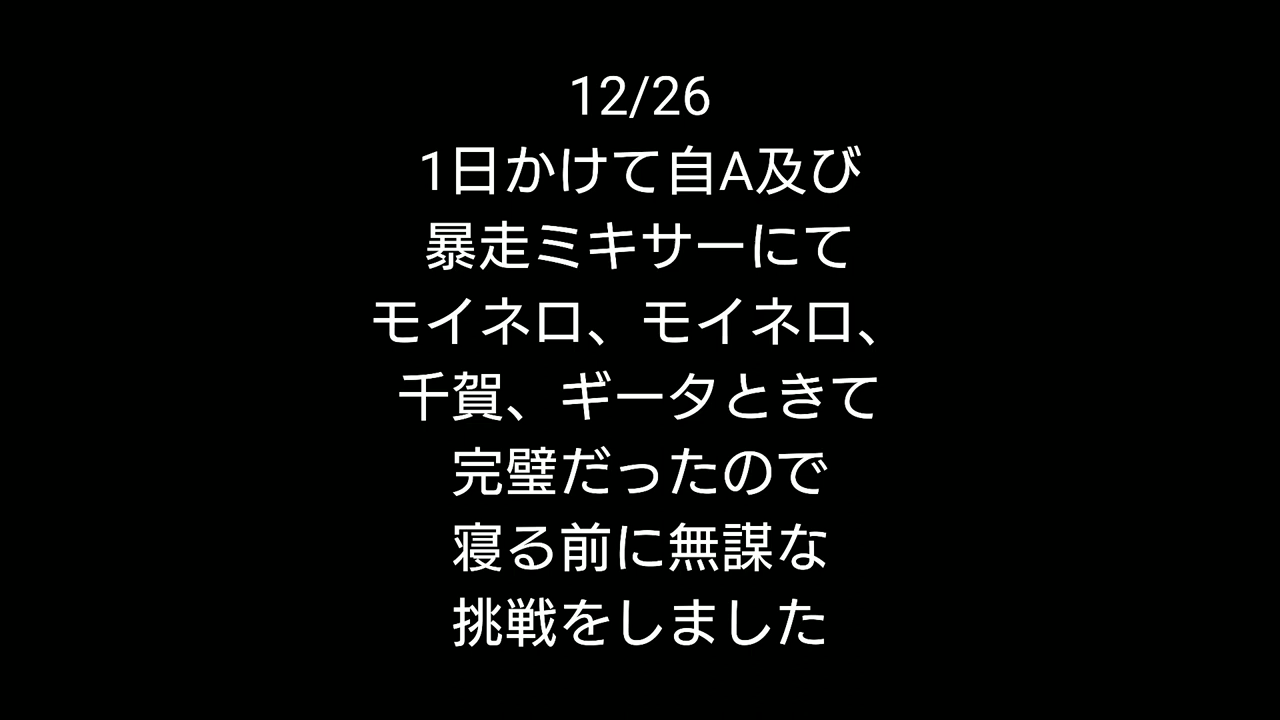 12/26
1日かけて自A及び
暴走ミキサーにて
モイネロ、モイネロ、
千賀、ギータときて
完璧だったので
寝る前に無謀な
挑戦をしました